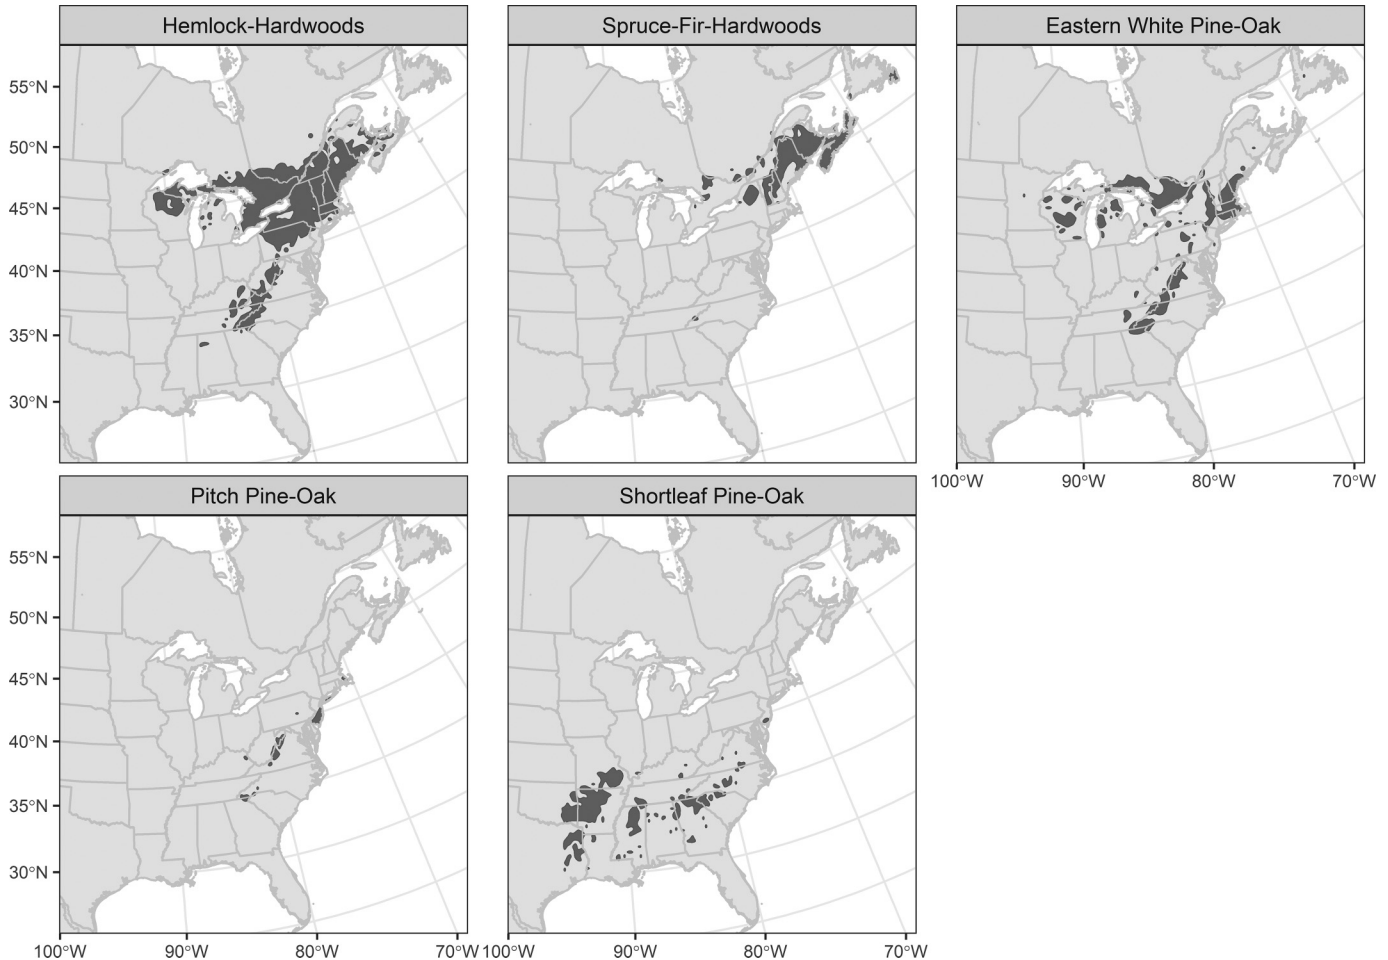 Hemlock-Hardwoods
Spruce-Fir-Hardwoods
Eastern White Pine-Oak
55°N
50°N
45°N
40°N
35°N
30°N
100°W 90°W 80°W 70°W
Pitch Pine-Oak
Shortleaf Pine-Oak
55°N
50°N
45°N
40°N
35°N
30°N
100°W 90°W 80°W 70°W 100°W 90°W 80°W 70°W